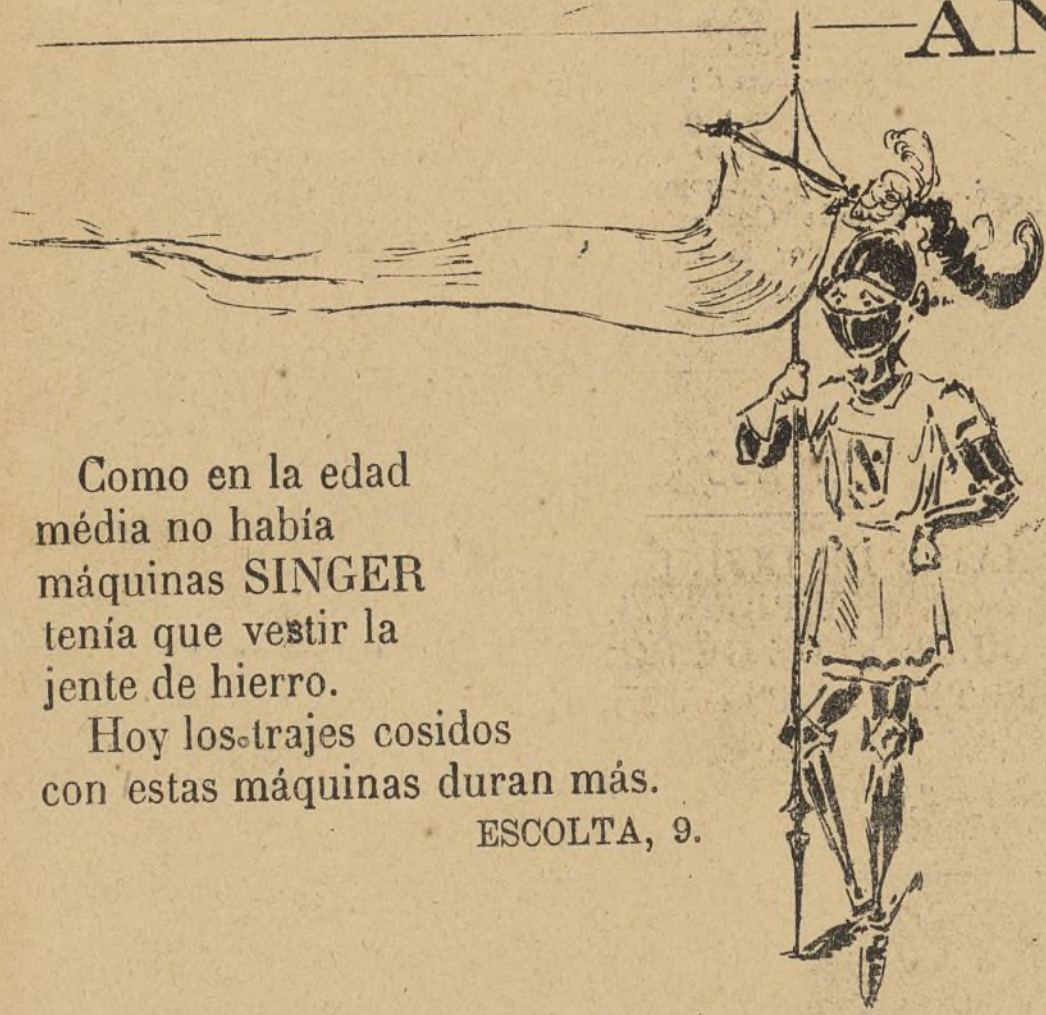 AN
Como en la edad
média no había
máquinas SINGER
tenía que vestir la
jente de hierro.
Hoy los trajes cosidos
con estas máquinas duran más.
ESCOLTA, 9.